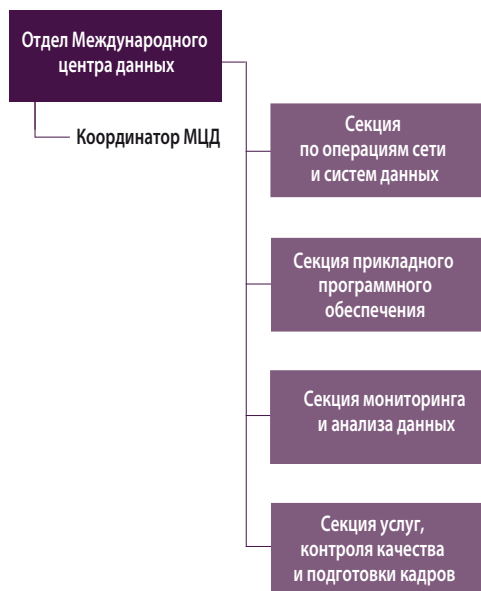 Отдел Международного
центра данных
Координатор МЦД
Секция
по операциям сети
и систем данных
Секция прикладного
программного
обеспечения
Секция мониторинга
и анализа данных
Секция услуг,
контроля качества
и подготовки кадров